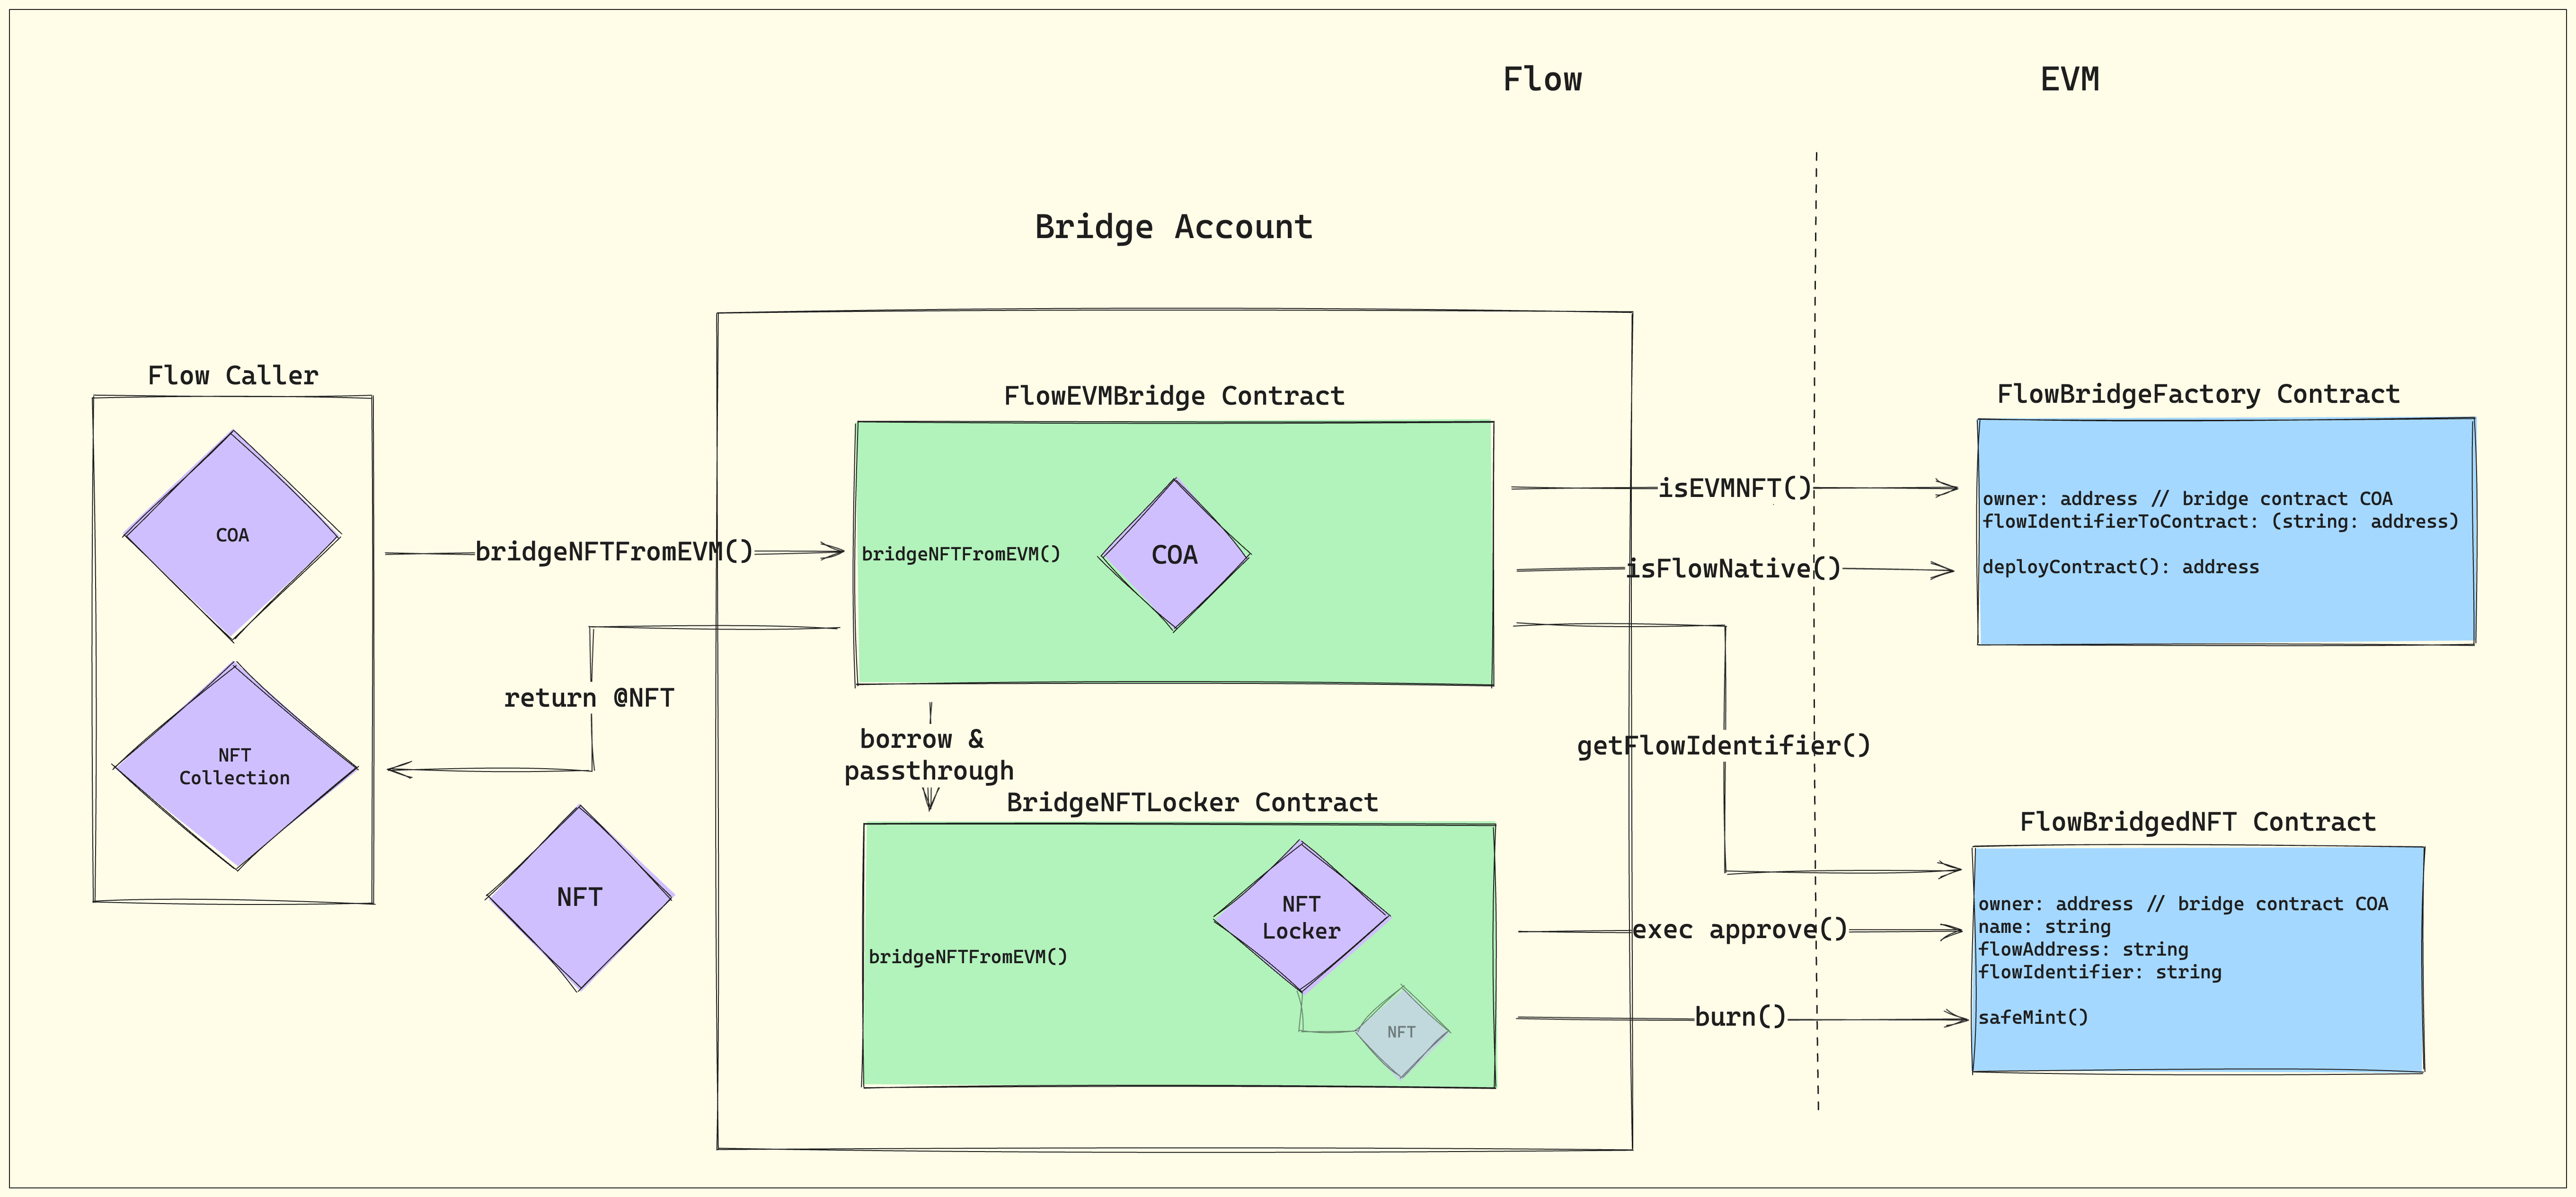 Flow
EVM
Bridge Account
Flow Caller
COA
NFT
Collection
bridgeNFTFromEVM()
return @NFT
NFT
FlowEVMBridge Contract
bridgeNFTFromEVM()
COA
borrow &
passthrough
BridgeNFTLocker Contract
bridgeNFTFromEVM()
NFT
Locker
NFT
isEVMNFT()
isFlowNative()
getFlowIdentifier()
exec approve()
burn()
FlowBridgeFactory Contract
owner: address // bridge contract COA
flowIdentifierToContract: (string: address)
deployContract(): address
FlowBridgedNFT Contract
owner: address // bridge contract COA
name: string
flowAddress: string
flowIdentifier: string
safeMint()